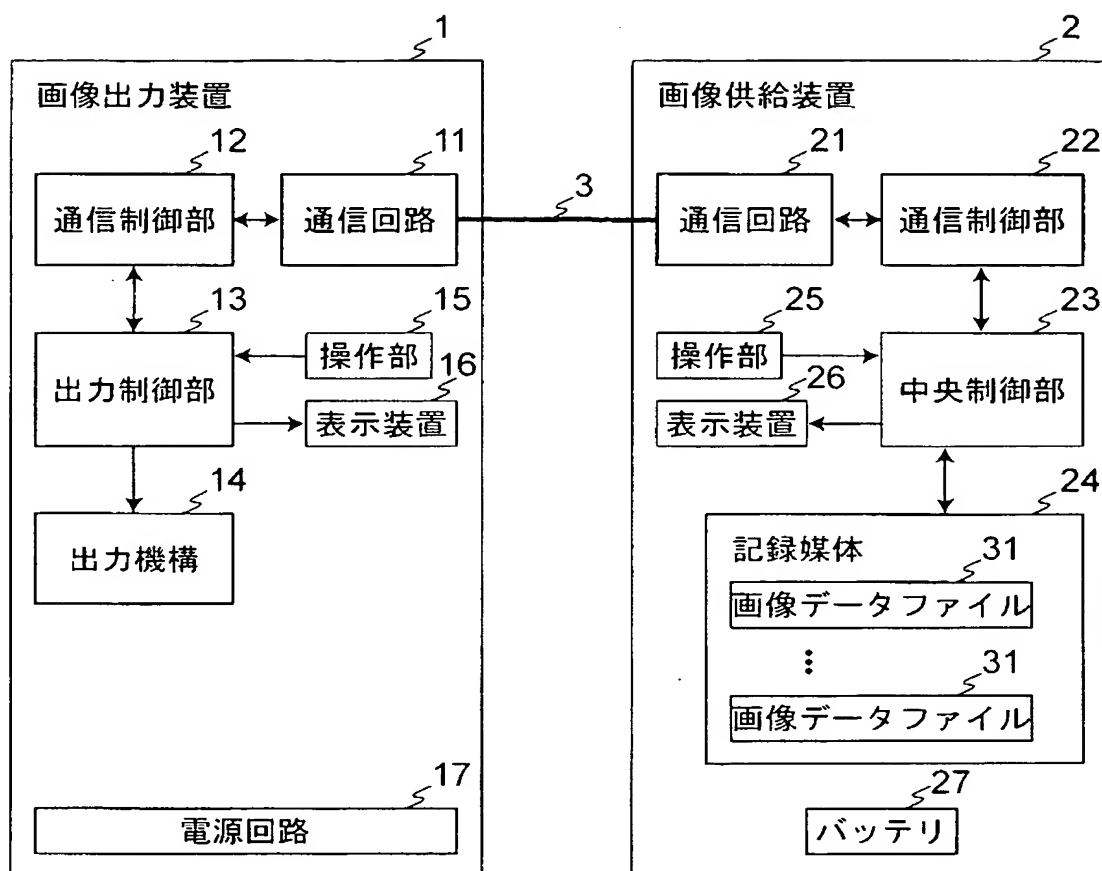 1
2
画像出力装置
画像供給装置
12
11
21
22
3
通信制御部
通信回路
通信回路
通信制御部
13
15
25
23
操作部
操作部
出力制御部
16
26
中央制御部
表示装置
表示装置
14
24
出力機構
記録媒体
31
画像データファイル
31
画像データファイル
17
27
電源回路
バッテリ